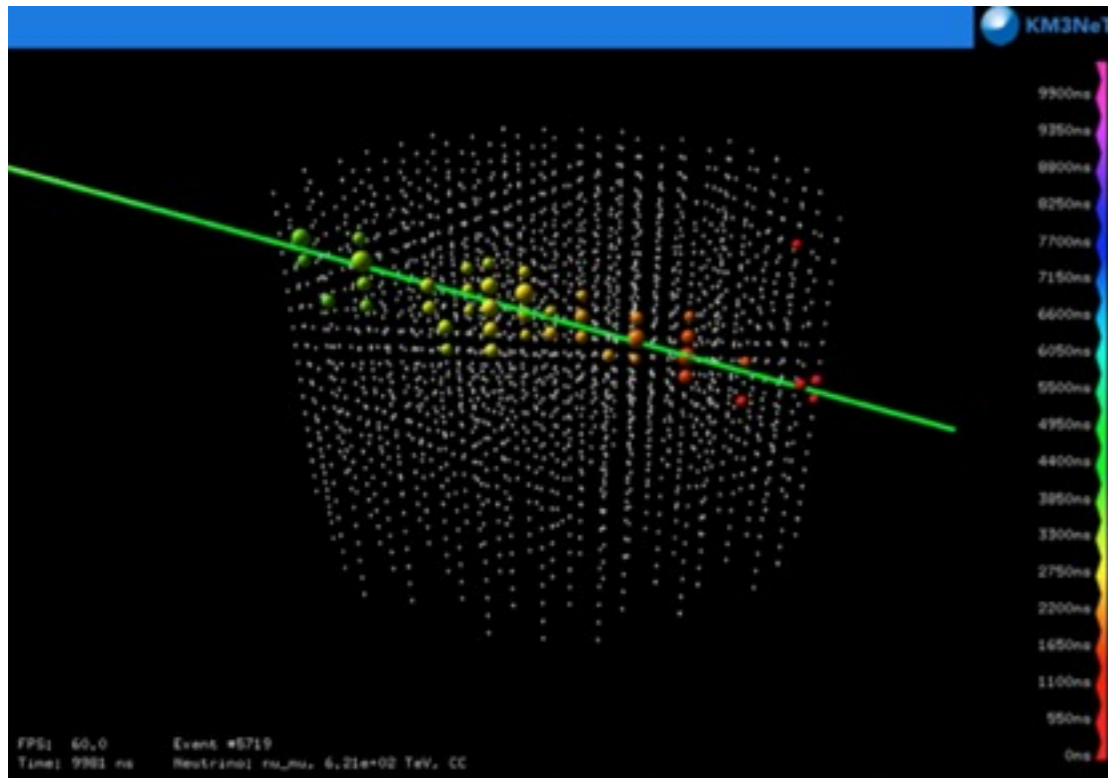 KM3NeT
9900ns
9350ns
8800ns
8250ns
7700ns
7150ns
6600ns
6050ns
5500ns
4950ns
4400ns
3850ns
3300ns
2750ns
2200ns
1650ns
1100ns
550ns
0ns
FPS: 60.0 Event #5719
Time: 9981 ns Neutrino: nu_mu, 6.21e+02 TeV, CC